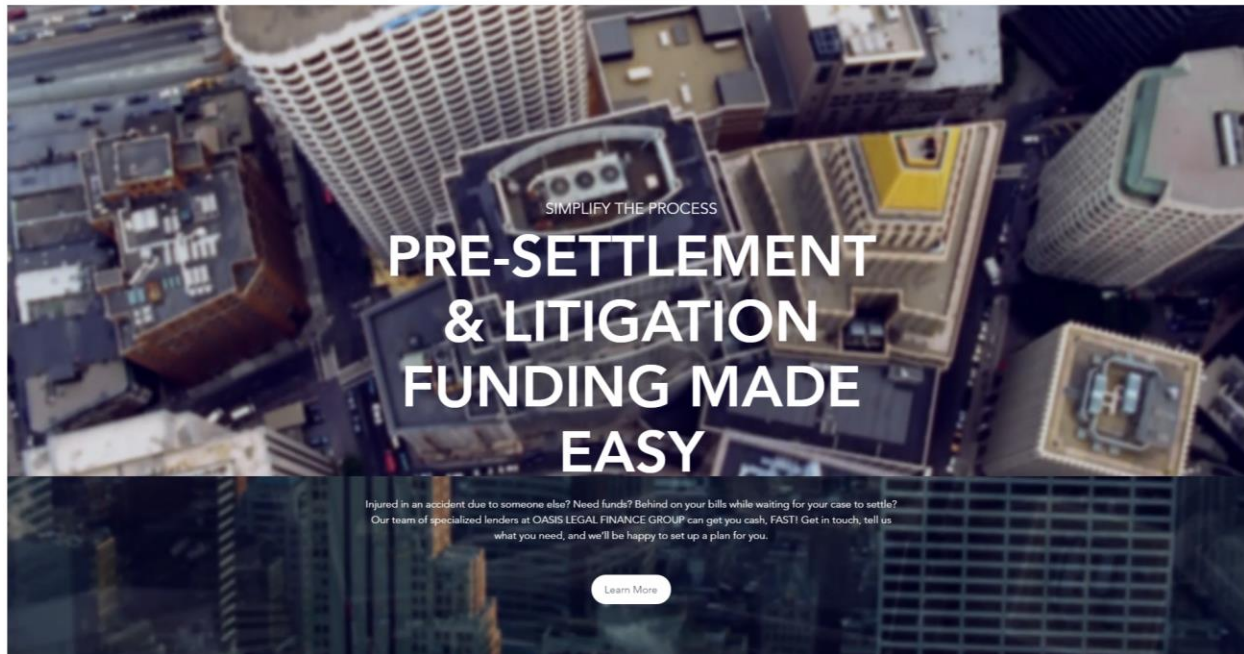 SIMPLIFY THE PROCESS
PRE-SETTLEMENT
& LITIGATION
FUNDING MADE
EASY
Injured in an accident due to someone else? Need funds? Behind on your bills while waiting for your case to settle?
Our team of specialized lenders at OASIS LEGAL FINANCE GROUP can get you cash, FAST! Get in touch, tell us
what you need, and we'll be happy to set up a plan for you.
Learn More